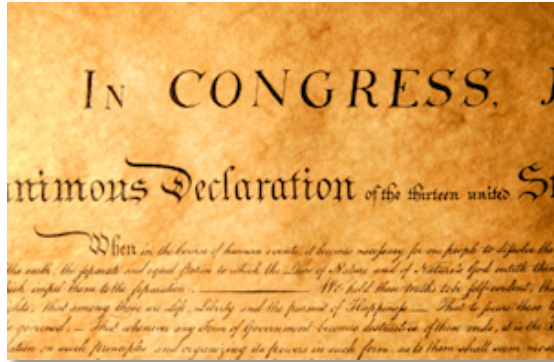 IN CONGRESS, J
nimous Declaration of the thirteen united St
When in the Course of human events, it becomes necessary for one people to dissolve the
the earth, the separate and equal station to which the Laws of Nature and of Nature's God entitle th
impel them to the separation. We hold these truths to be self-evident, tha
that among these are Life, Liberty and the pursuit of Happiness — That to secure these
governed, — That whenever any Form of Government becomes destructive of these ends, it is the
on such principles and organizing its powers in such form, as to them shall seem mo